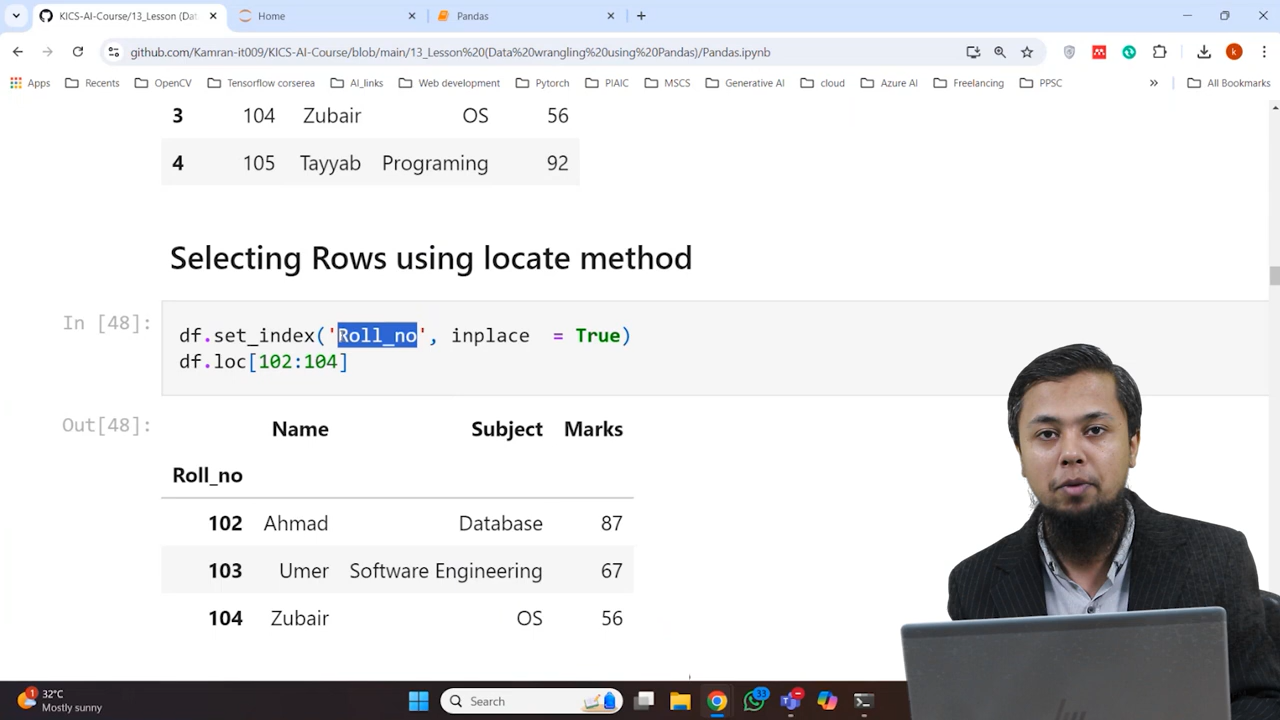 KICS-AI-Course/13_Lesson (Dat
Home
Pandas
github.com/Kamran-it009/KICS-AI-Course/blob/main/13_Lesson%20(Data%20wrangling%20using%20Pandas)/Pandas.ipynb
k
Apps
Recents
OpenCV
Tensorflow corserea
AI_links
Web development
Pytorch
PIAIC
MSCS
Generative AI
cloud
Azure AI
Freelancing
PPSC
»
All Bookmarks
3 104 Zubair OS 56
4 105 Tayyab Programing 92
Selecting Rows using locate method
In [48]:
df.set_index('Roll_no', inplace = True)
df.loc[102:104]
Out[48]:
Name Subject Marks
Roll_no
102 Ahmad Database 87
103 Umer Software Engineering 67
104 Zubair OS 56
1
32°C
Mostly sunny
Search
33
hp